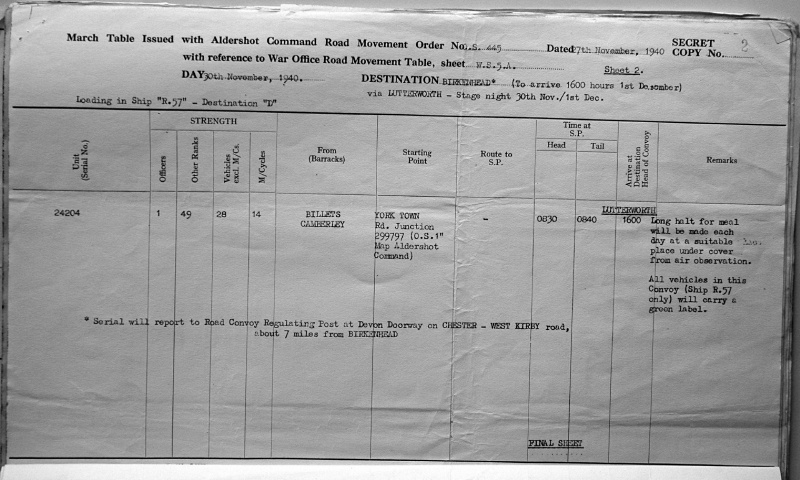 March Table Issued with Aldershot Command Road Movement Order No. G.S. 445 Dated 27th November, 1940 SECRET
with reference to War Office Road Movement Table, sheet W.S.5.A. COPY No. 2
Sheet 2.
DAY 30th November, 1940. DESTINATION BIRKENHEAD* (To arrive 1600 hours 1st December)
via LUTTERWORTH - Stage night 30th Nov./1st Dec.
Loading in Ship "R.57" - Destination "D"
Unit (Serial No.)
STRENGTH
Officers
Other Ranks
Vehicles excl. M/Cs.
M/Cycles
From (Barracks)
Starting Point
Route to S.P.
Time at S.P.
Head
Tail
Arrive at Destination Head of Convoy
Remarks
LUTTERWORTH
24204 1 49 28 14 BILLETS YORK TOWN - 0830 0840 1600 Long halt for meal
CAMBERLEY Rd. Junction will be made each
299797 (O.S.1" day at a suitable
Map Aldershot place under cover
Command) from air observation.
All vehicles in this
Convoy (Ship R.57
only) will carry a
green label.
* Serial will report to Road Convoy Regulating Post at Devon Doorway on CHESTER - WEST KIRBY road,
about 7 miles from BIRKENHEAD
FINAL SHEET